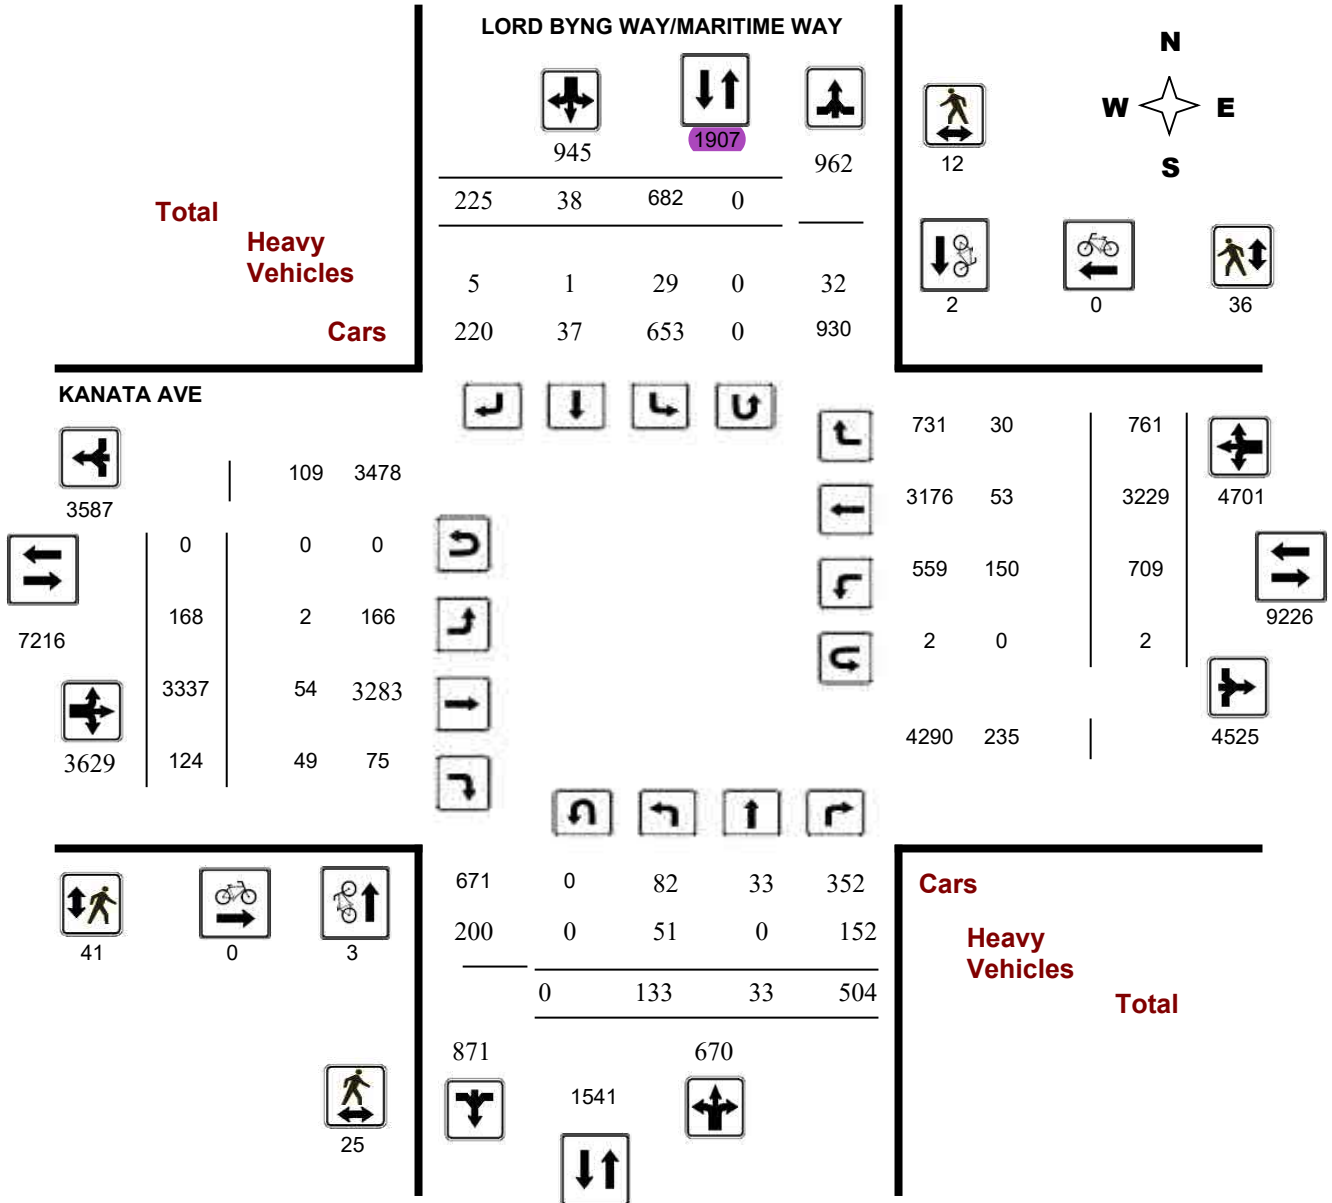 LORD BYNG WAY/MARITIME WAY
N
W E
S
945 1907 962 12
225 38 682 0
Total
Heavy
Vehicles
5 1 29 0 32
2 0 36
Cars 220 37 653 0 930
KANATA AVE
731 30 761
109 3478
3587
3176 53 3229 4701
0 0 0
559 150 709
168 2 166
9226
7216
2 0 2
3337 54 3283
4290 235 4525
3629 124 49 75
671 0 82 33 352
Cars
200 0 51 0 152
41 0 3
Heavy
Vehicles
0 133 33 504
Total
871 670
1541
25